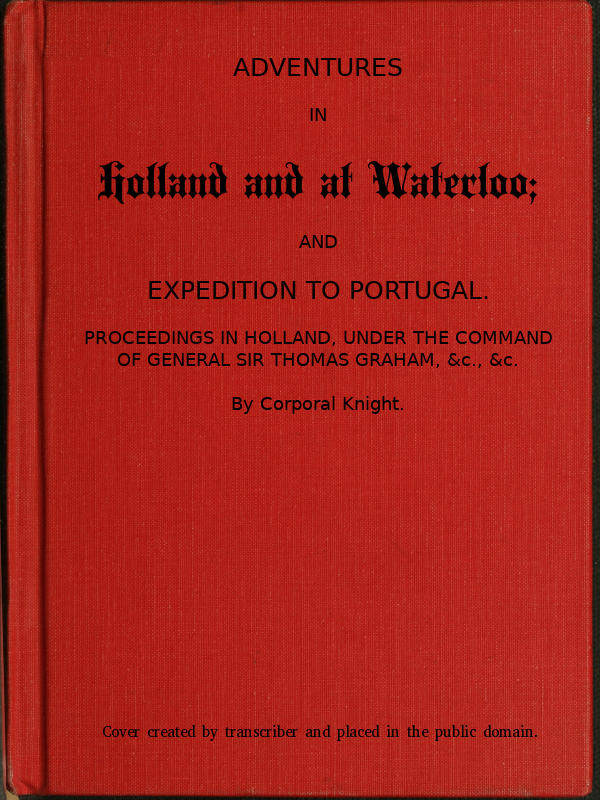 ADVENTURES
IN
Holland and at Waterloo;
AND
EXPEDITION TO PORTUGAL.
PROCEEDINGS IN HOLLAND, UNDER THE COMMAND
OF GENERAL SIR THOMAS GRAHAM, &c., &c.
By Corporal Knight.
Cover created by transcriber and placed in the public domain.